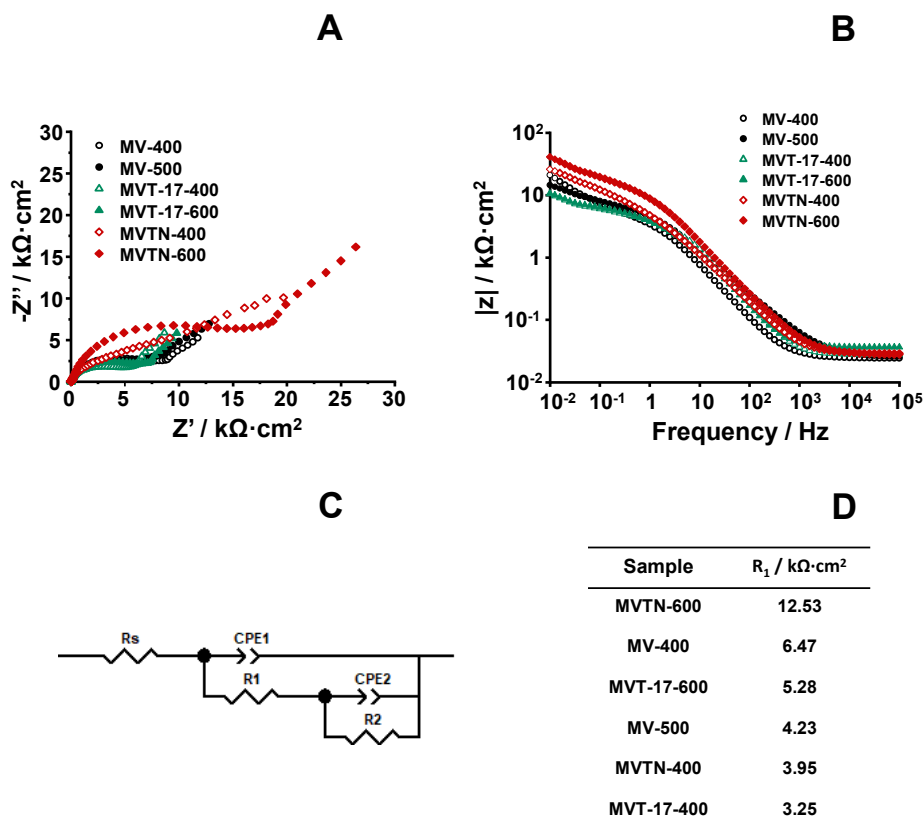 A
B
30
25
20
15
10
5
0
-Z'' / kΩ·cm²
0 5 10 15 20 25 30
Z' / kΩ·cm²
MV-400
MV-500
MVT-17-400
MVT-17-600
MVTN-400
MVTN-600
10²
10
1
10⁻¹
10⁻²
|z| / kΩ·cm²
10⁻² 10⁻¹ 1 10 10² 10³ 10⁴ 10⁵
Frequency / Hz
MV-400
MV-500
MVT-17-400
MVT-17-600
MVTN-400
MVTN-600
C
Rs
CPE1
R1
CPE2
R2
D
Sample R₁ / kΩ·cm²
MVTN-600 12.53
MV-400 6.47
MVT-17-600 5.28
MV-500 4.23
MVTN-400 3.95
MVT-17-400 3.25